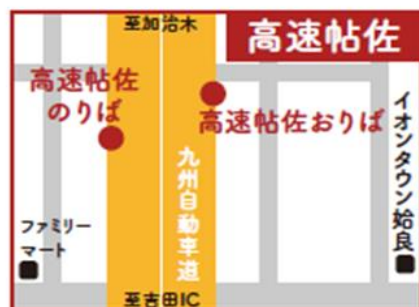 至加治木
高速帖佐
高速帖佐
のりば
高速帖佐おりば
イオンタウン姶良
九州自動車道
ファミリー
マート
至吉田IC